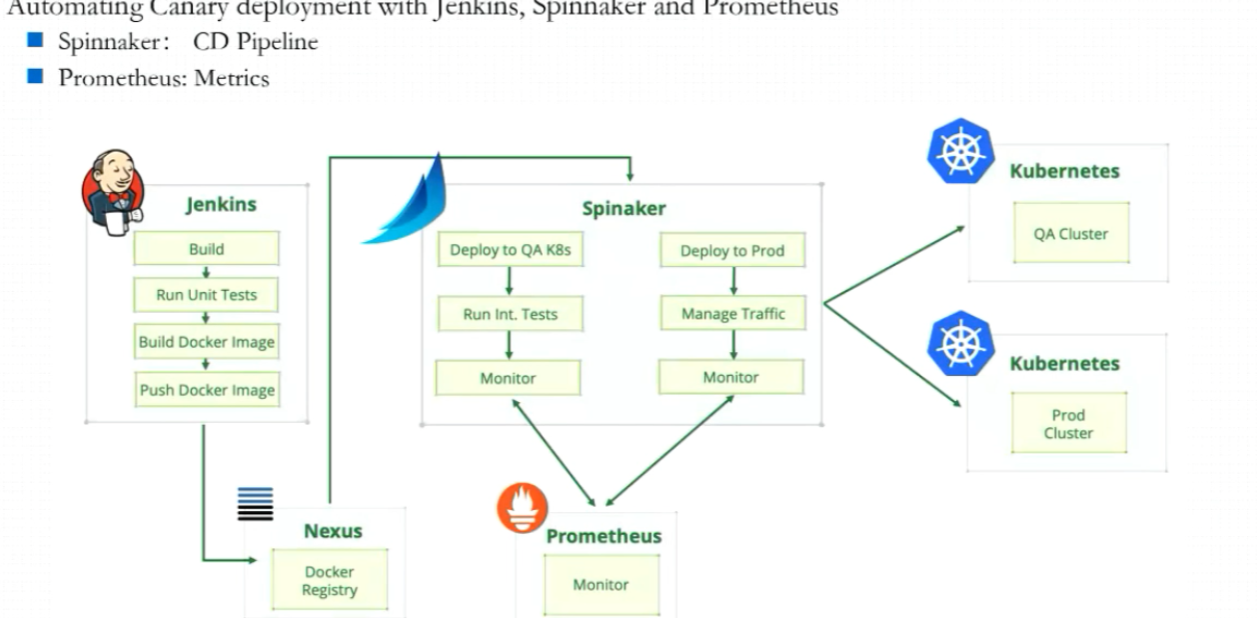 Automating Canary deployment with Jenkins, Spinnaker and Prometheus
Spinnaker: CD Pipeline
Prometheus: Metrics
Jenkins
Build
Run Unit Tests
Build Docker Image
Push Docker Image
Spinaker
Deploy to QA K8s
Run Int. Tests
Monitor
Deploy to Prod
Manage Traffic
Monitor
Kubernetes
QA Cluster
Kubernetes
Prod
Cluster
Nexus
Docker
Registry
Prometheus
Monitor